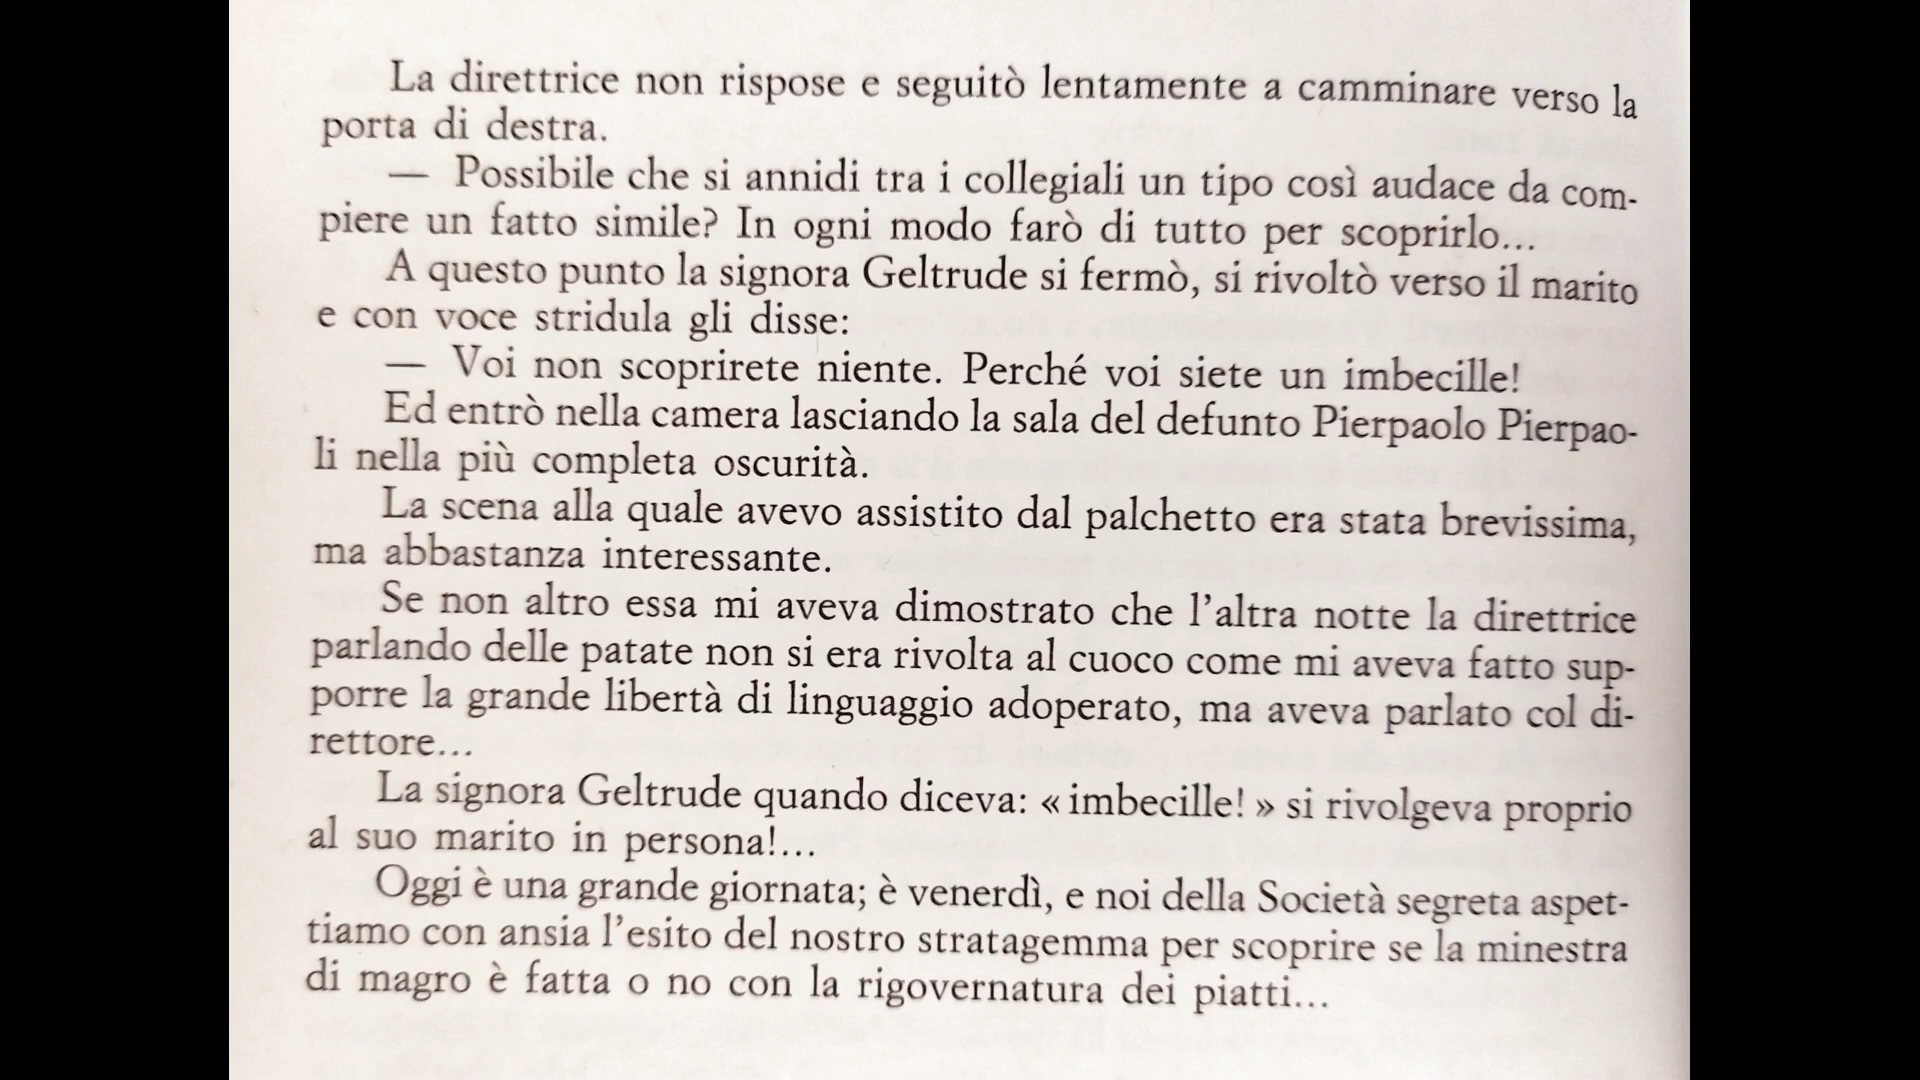 La direttrice non rispose e seguitò lentamente a camminare verso la
porta di destra.
— Possibile che si annidi tra i collegiali un tipo così audace da com-
piere un fatto simile? In ogni modo farò di tutto per scoprirlo...
A questo punto la signora Geltrude si fermò, si rivoltò verso il marito
e con voce stridula gli disse:
— Voi non scoprirete niente. Perché voi siete un imbecille!
Ed entrò nella camera lasciando la sala del defunto Pierpaolo Pierpao-
li nella più completa oscurità.
La scena alla quale avevo assistito dal palchetto era stata brevissima,
ma abbastanza interessante.
Se non altro essa mi aveva dimostrato che l'altra notte la direttrice
parlando delle patate non si era rivolta al cuoco come mi aveva fatto sup-
porre la grande libertà di linguaggio adoperato, ma aveva parlato col di-
rettore...
La signora Geltrude quando diceva: « imbecille! » si rivolgeva proprio
al suo marito in persona!...
Oggi è una grande giornata; è venerdì, e noi della Società segreta aspet-
tiamo con ansia l'esito del nostro stratagemma per scoprire se la minestra
di magro è fatta o no con la rigovernatura dei piatti...